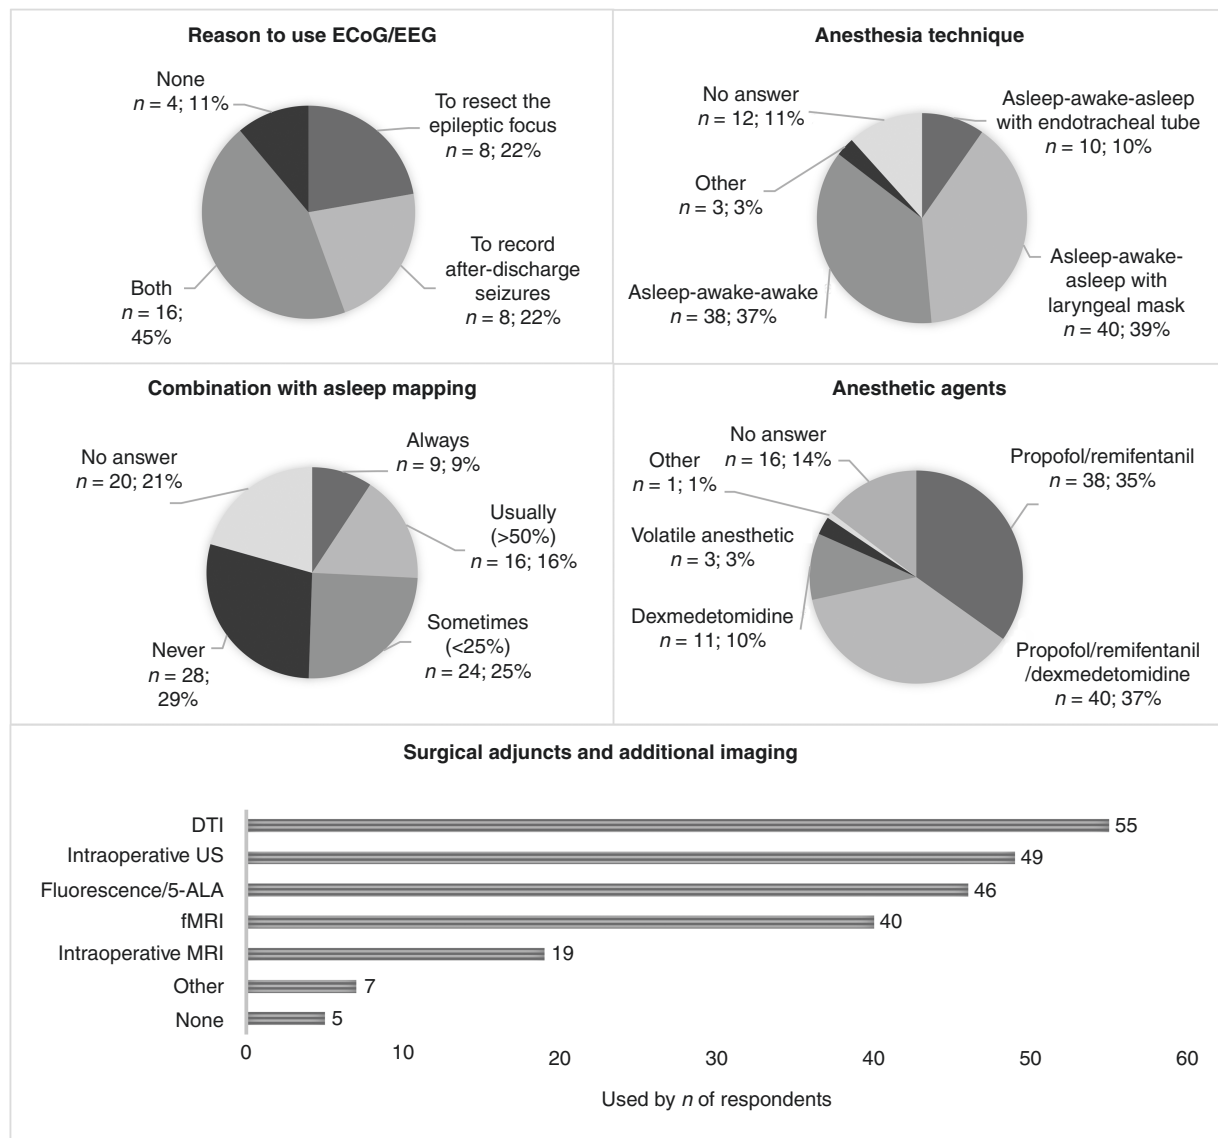 Reason to use ECoG/EEG
None
n = 4; 11%
To resect the
epileptic focus
n = 8; 22%
To record
after-discharge
seizures
n = 8; 22%
Both
n = 16;
45%
Anesthesia technique
No answer
n = 12; 11%
Asleep-awake-asleep
with endotracheal tube
n = 10; 10%
Other
n = 3; 3%
Asleep-awake-
asleep with
laryngeal mask
n = 40; 39%
Asleep-awake-awake
n = 38; 37%
Combination with asleep mapping
No answer
n = 20; 21%
Always
n = 9; 9%
Usually
(>50%)
n = 16; 16%
Sometimes
(<25%)
n = 24; 25%
Never
n = 28;
29%
Anesthetic agents
No answer
n = 16; 14%
Other
n = 1; 1%
Propofol/remifentanil
n = 38; 35%
Volatile anesthetic
n = 3; 3%
Dexmedetomidine
n = 11; 10%
Propofol/remifentanil
/dexmedetomidine
n = 40; 37%
Surgical adjuncts and additional imaging
DTI 55
Intraoperative US 49
Fluorescence/5-ALA 46
fMRI 40
Intraoperative MRI 19
Other 7
None 5
0 10 20 30 40 50 60
Used by n of respondents